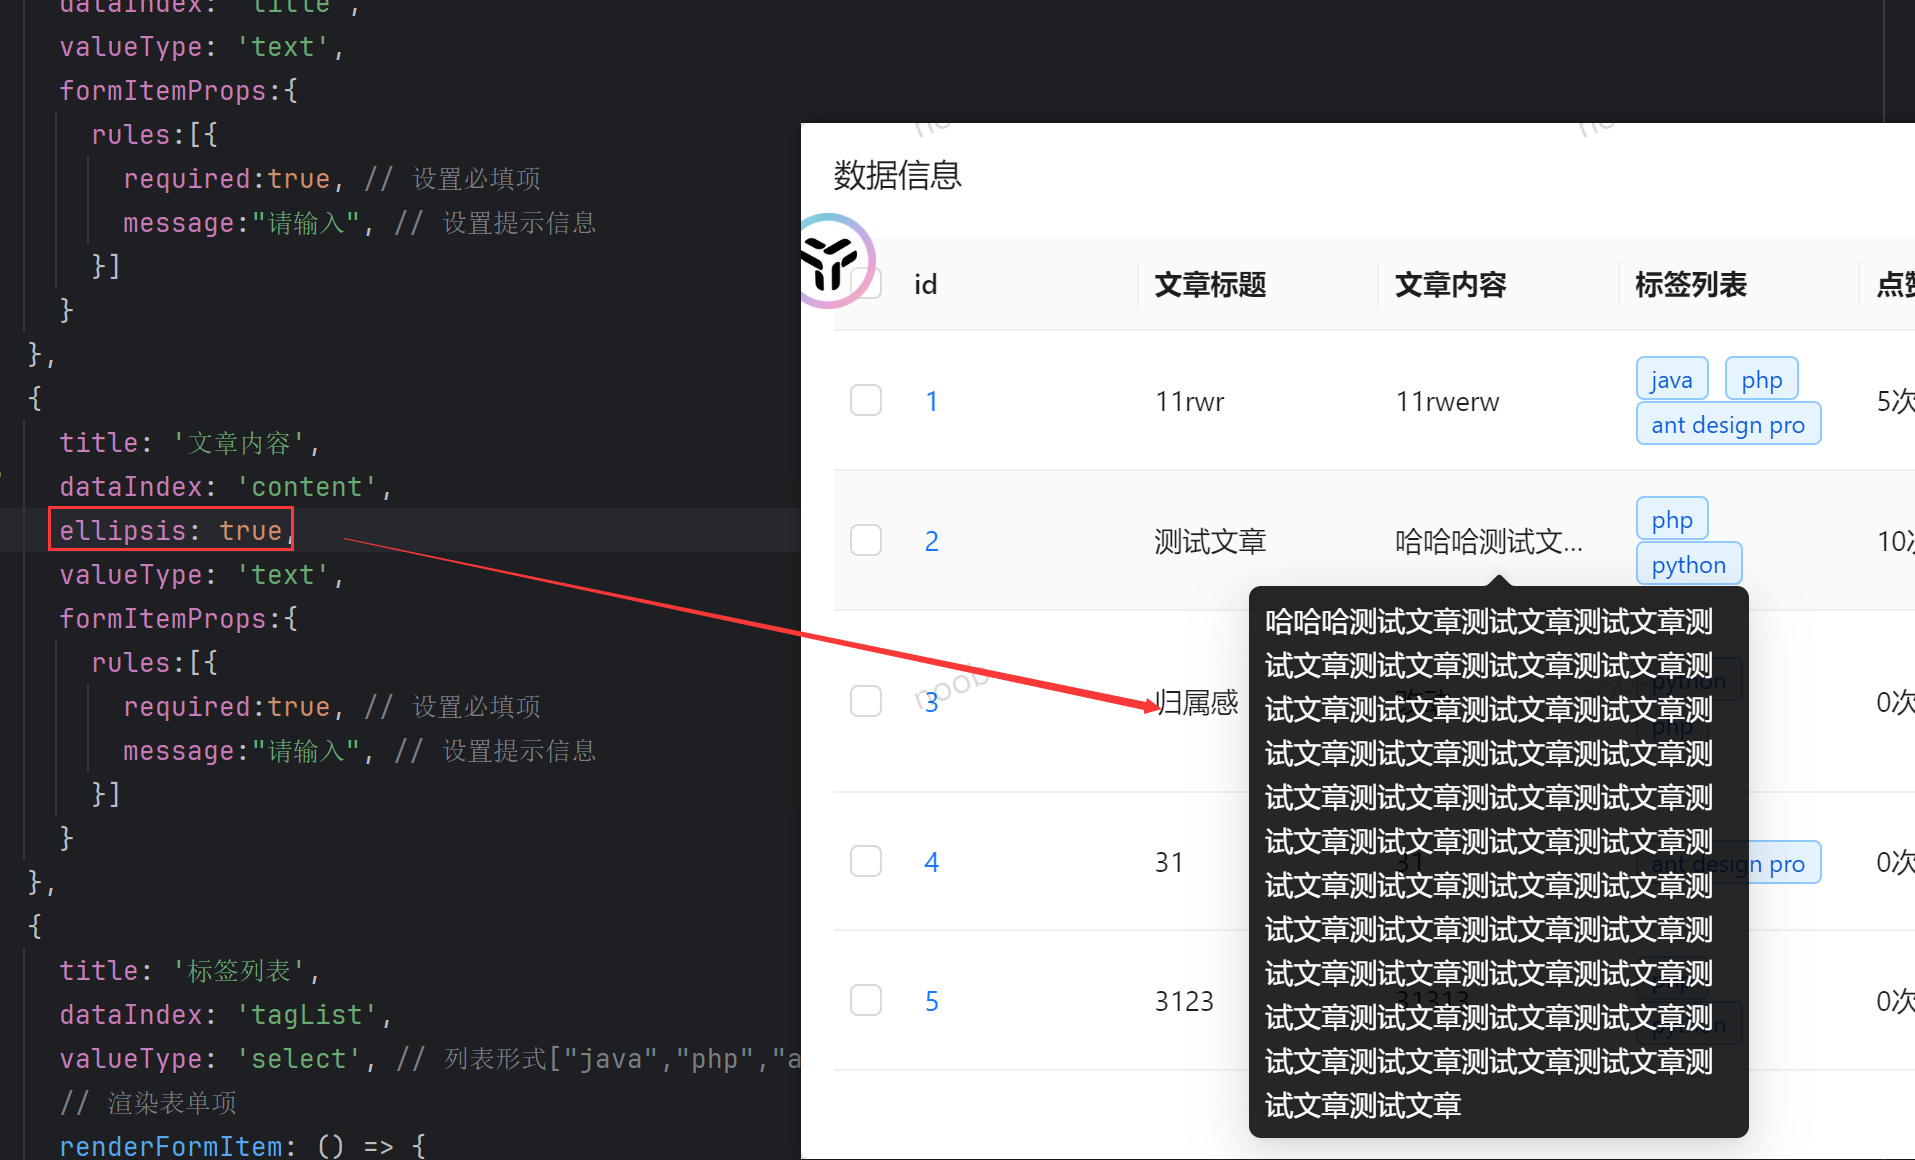 dataIndex: 'title',
valueType: 'text',
formItemProps:{
rules:[{
required:true, // 设置必填项
message:"请输入", // 设置提示信息
}]
}
},
{
title: '文章内容',
dataIndex: 'content',
ellipsis: true,
valueType: 'text',
formItemProps:{
rules:[{
required:true, // 设置必填项
message:"请输入", // 设置提示信息
}]
}
},
{
title: '标签列表',
dataIndex: 'tagList',
valueType: 'select', // 列表形式["java","php","a
// 渲染表单项
renderFormItem: () => {
数据信息
id 文章标题 文章内容 标签列表 点赞
1 11rwr 11rwerw java php 5次
ant design pro
2 测试文章 哈哈哈测试文... php 10次
python
3 归属感 改动 python 0次
php
noob
4 31 31 ant design pro 0次
5 3123 31313 php 0次
python
哈哈哈测试文章测试文章测试文章测
试文章测试文章测试文章测试文章测
试文章测试文章测试文章测试文章测
试文章测试文章测试文章测试文章测
试文章测试文章测试文章测试文章测
试文章测试文章测试文章测试文章测
试文章测试文章测试文章测试文章测
试文章测试文章测试文章测试文章测
试文章测试文章测试文章测试文章测
试文章测试文章测试文章测试文章测
试文章测试文章测试文章测试文章测
试文章测试文章